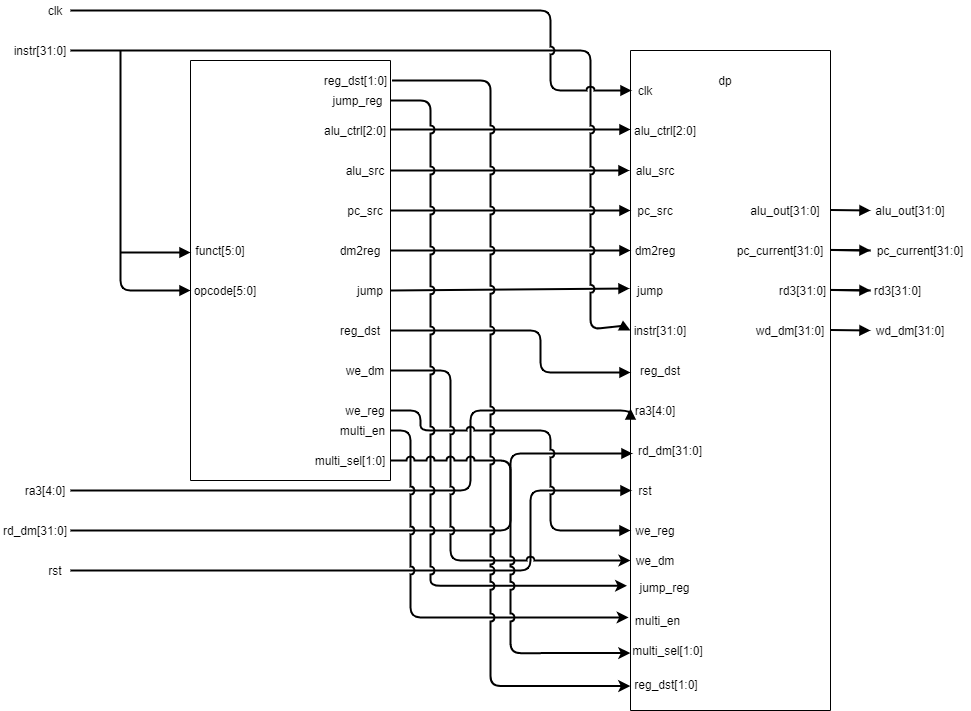 clk
instr[31:0]
reg_dst[1:0]
jump_reg
alu_ctrl[2:0]
alu_src
pc_src
funct[5:0]
dm2reg
opcode[5:0]
jump
reg_dst
we_dm
we_reg
multi_en
multi_sel[1:0]
ra3[4:0]
rd_dm[31:0]
rst
dp
clk
alu_ctrl[2:0]
alu_src
pc_src
dm2reg
jump
instr[31:0]
reg_dst
ra3[4:0]
rd_dm[31:0]
rst
we_reg
we_dm
jump_reg
multi_en
multi_sel[1:0]
reg_dst[1:0]
alu_out[31:0]
pc_current[31:0]
rd3[31:0]
wd_dm[31:0]
alu_out[31:0]
pc_current[31:0]
rd3[31:0]
wd_dm[31:0]